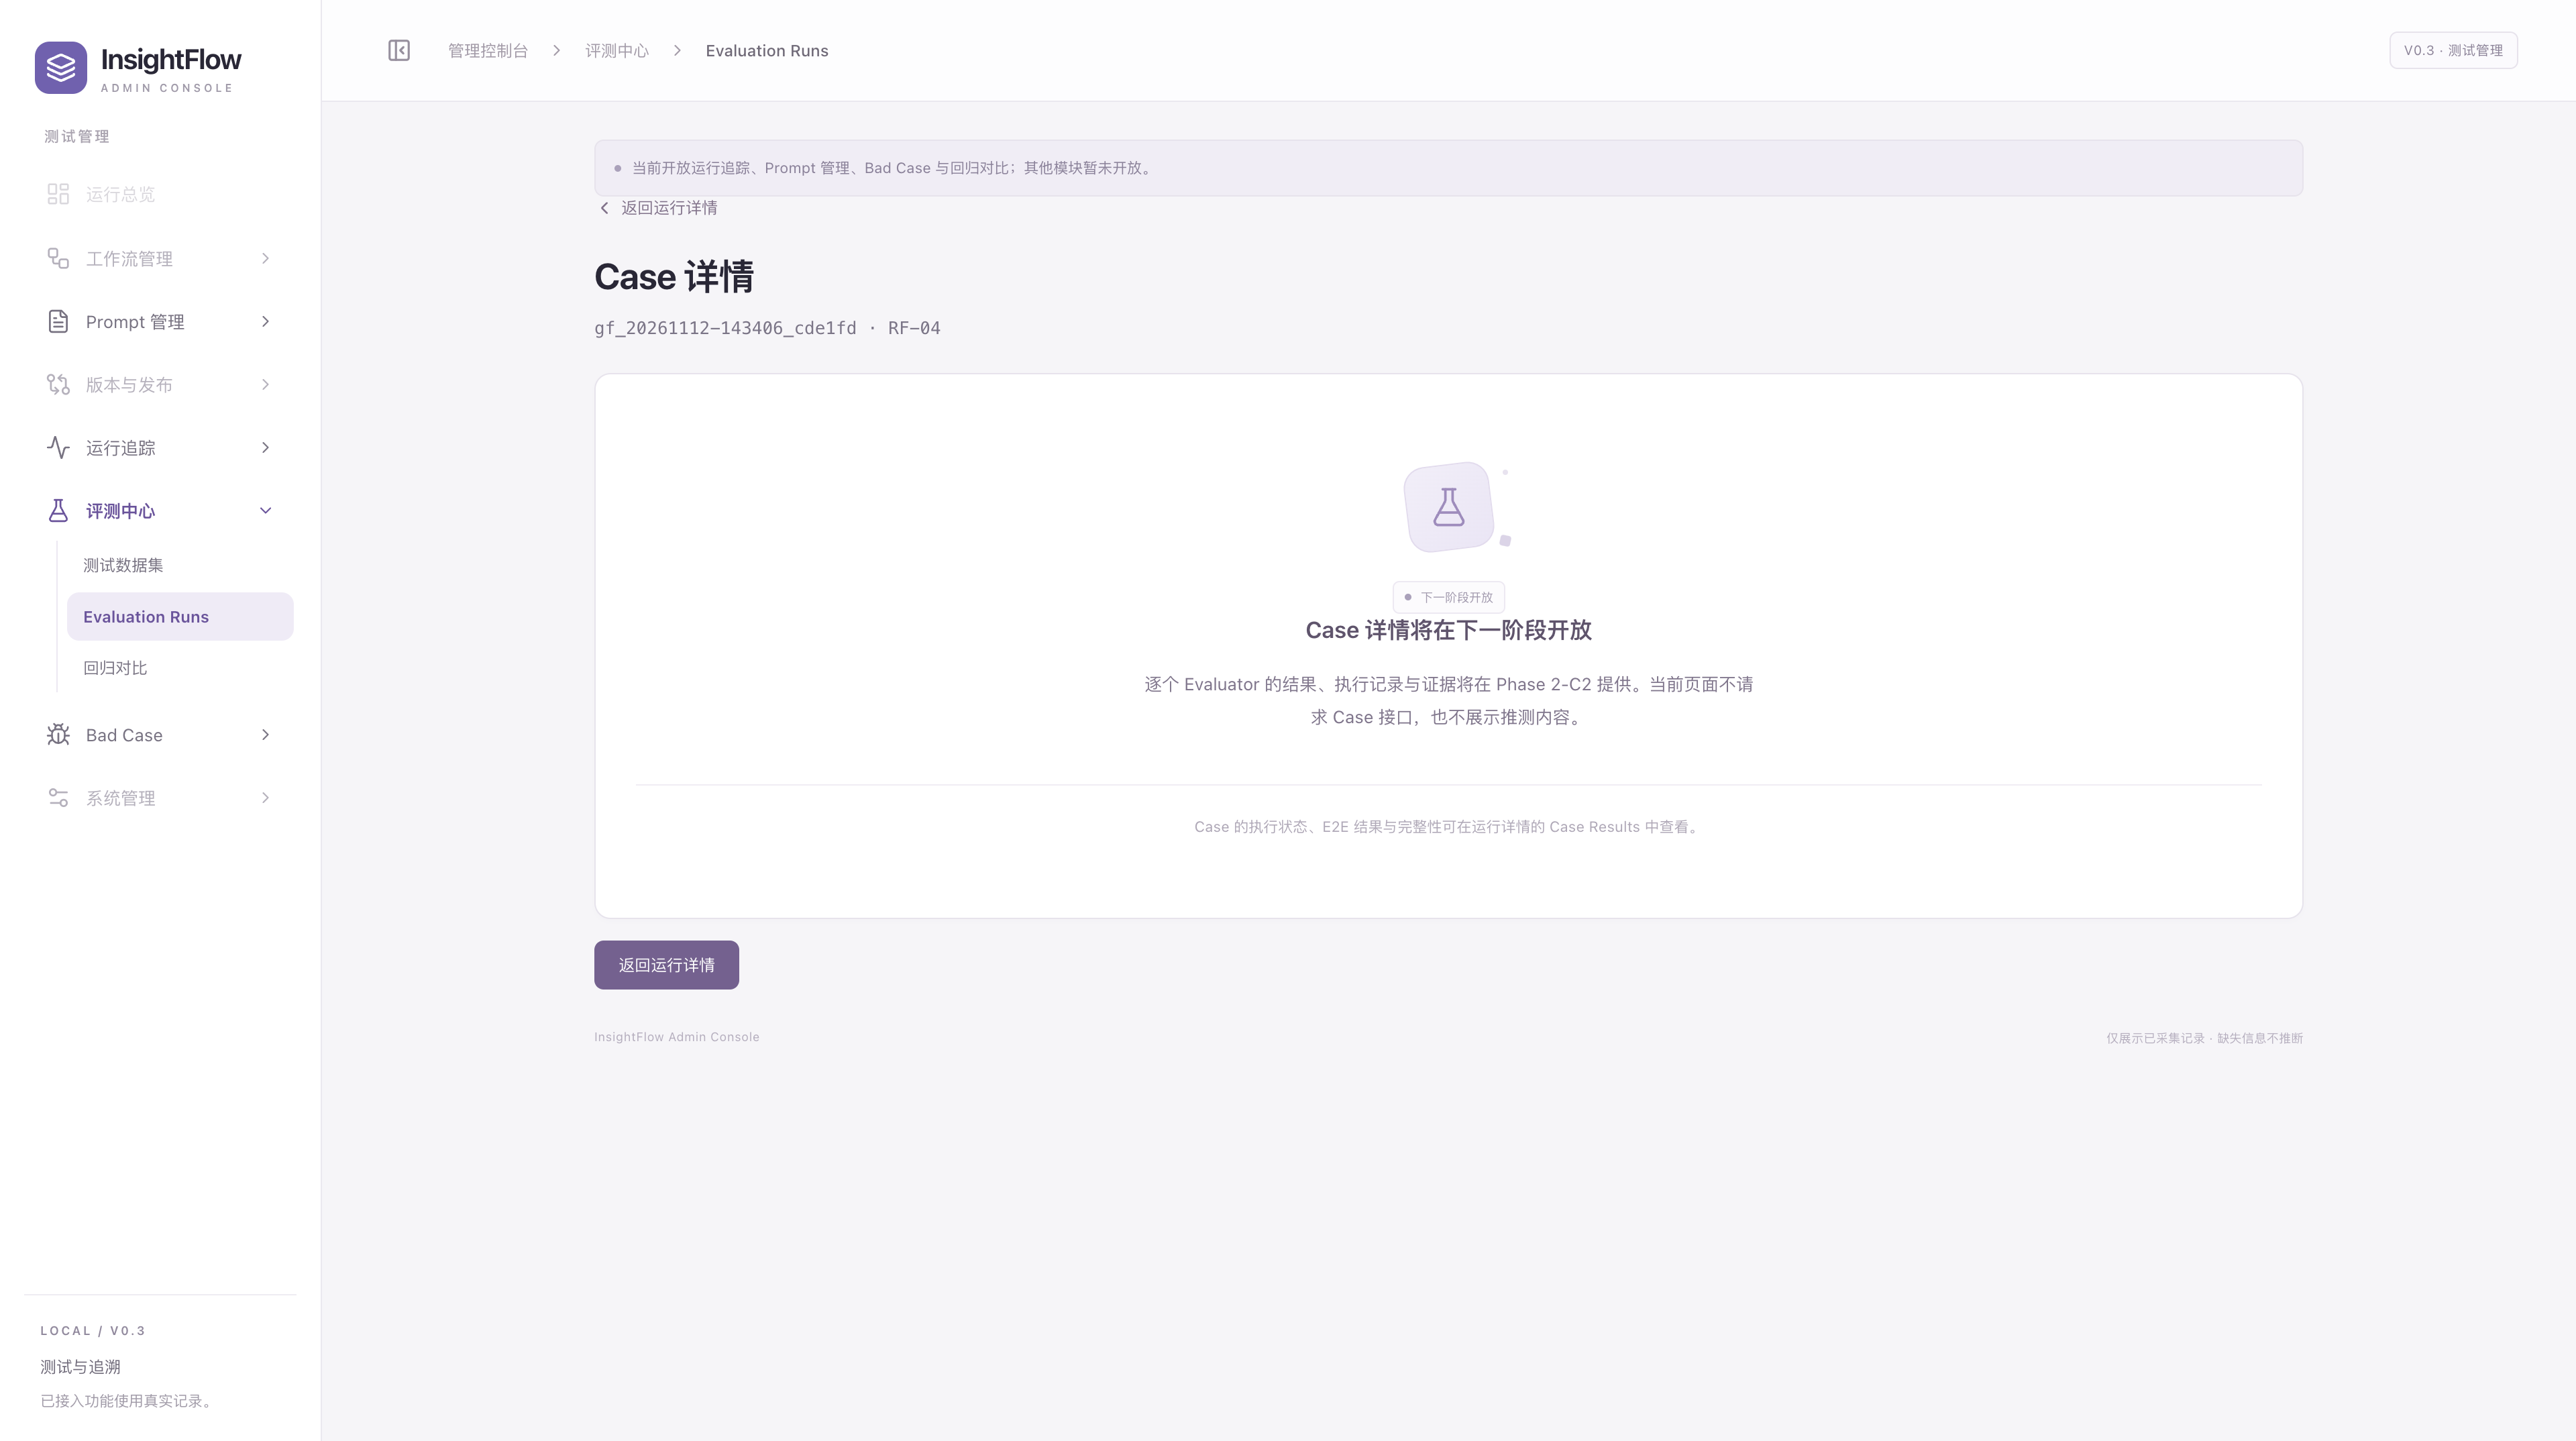 InsightFlow
ADMIN CONSOLE
测试管理
运行总览
工作流管理
Prompt 管理
版本与发布
运行追踪
评测中心
测试数据集
Evaluation Runs
回归对比
Bad Case
系统管理
LOCAL / V0.3
测试与追溯
已接入功能使用真实记录。
管理控制台
评测中心
Evaluation Runs
V0.3 · 测试管理
当前开放运行追踪、Prompt 管理、Bad Case 与回归对比；其他模块暂未开放。
返回运行详情
Case 详情
gf_20261112-143406_cde1fd · RF-04
下一阶段开放
Case 详情将在下一阶段开放
逐个 Evaluator 的结果、执行记录与证据将在 Phase 2-C2 提供。当前页面不请
求 Case 接口，也不展示推测内容。
Case 的执行状态、E2E 结果与完整性可在运行详情的 Case Results 中查看。
返回运行详情
InsightFlow Admin Console
仅展示已采集记录 · 缺失信息不推断